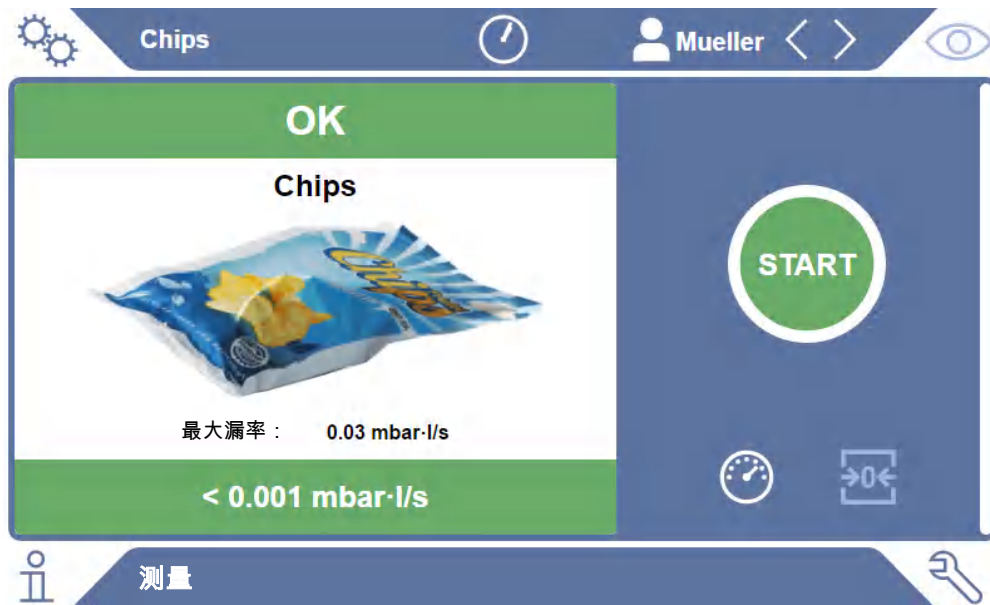 Chips
Mueller
OK
Chips
Chips
最大漏率： 0.03 mbar·l/s
< 0.001 mbar·l/s
START
→0←
测量